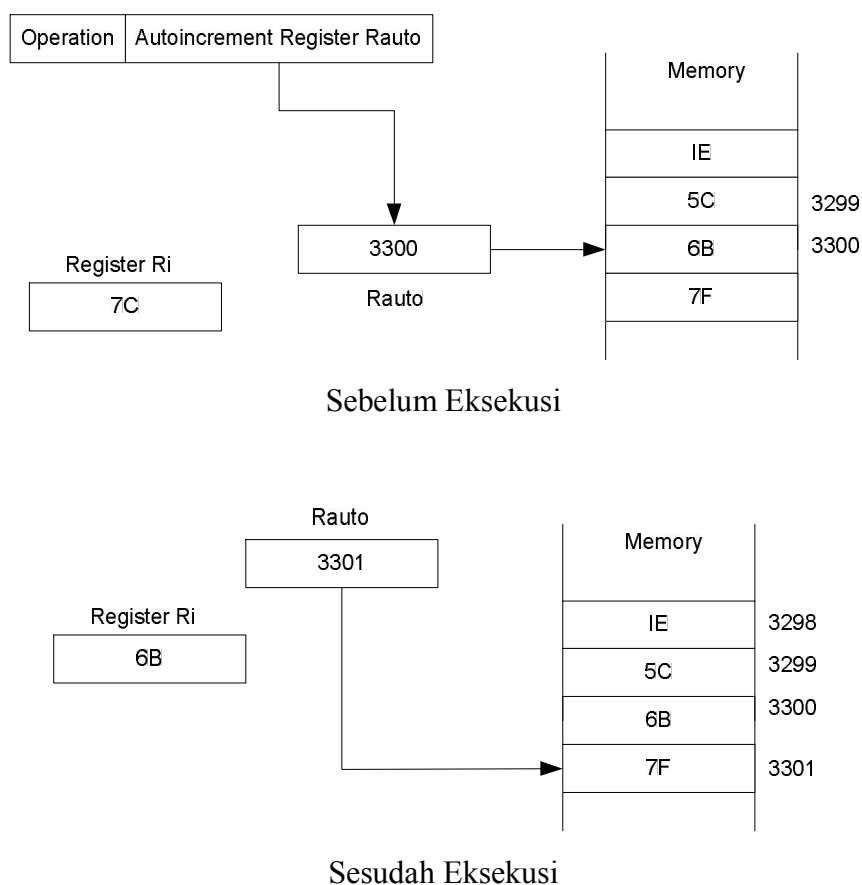 Operation Autoincrement Register Rauto
Memory
IE
5C 3299
3300 6B 3300
Register Ri
7C
Rauto
7F
Sebelum Eksekusi
Rauto
3301
Memory
Register Ri
6B
IE 3298
5C 3299
6B 3300
7F 3301
Sesudah Eksekusi